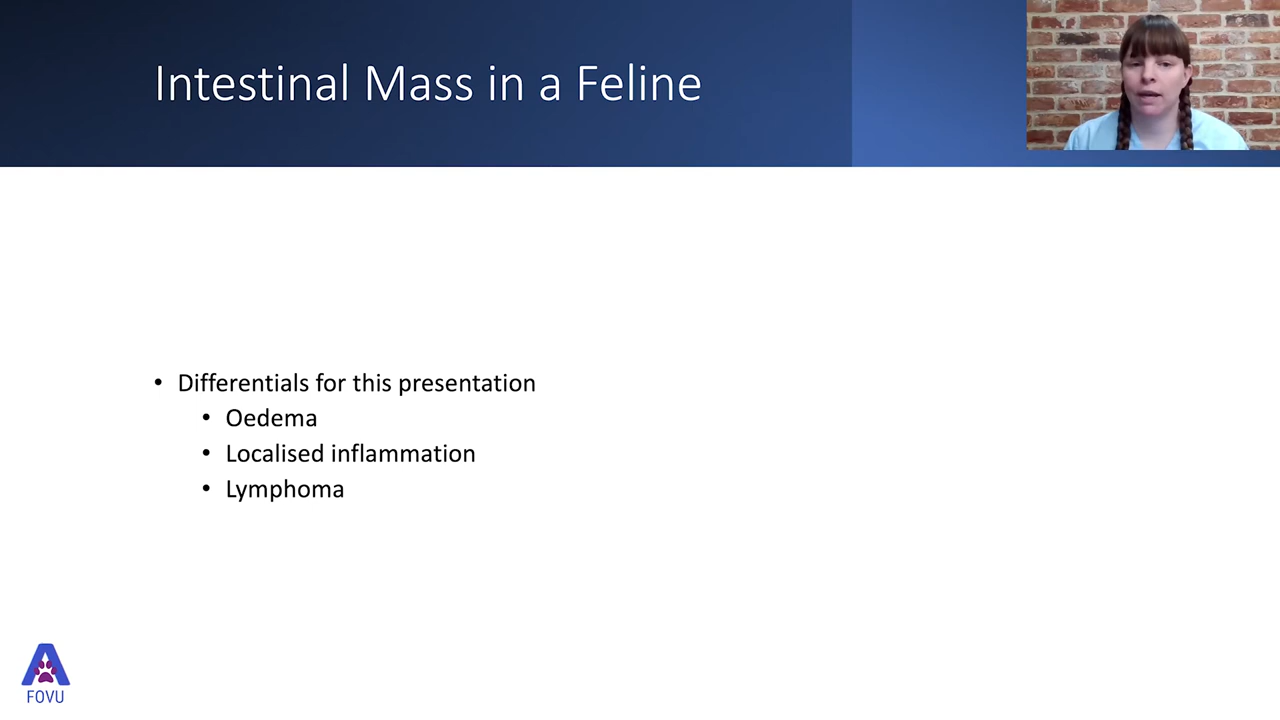 Intestinal Mass in a Feline
• Differentials for this presentation
• Oedema
• Localised inflammation
• Lymphoma
FOVU